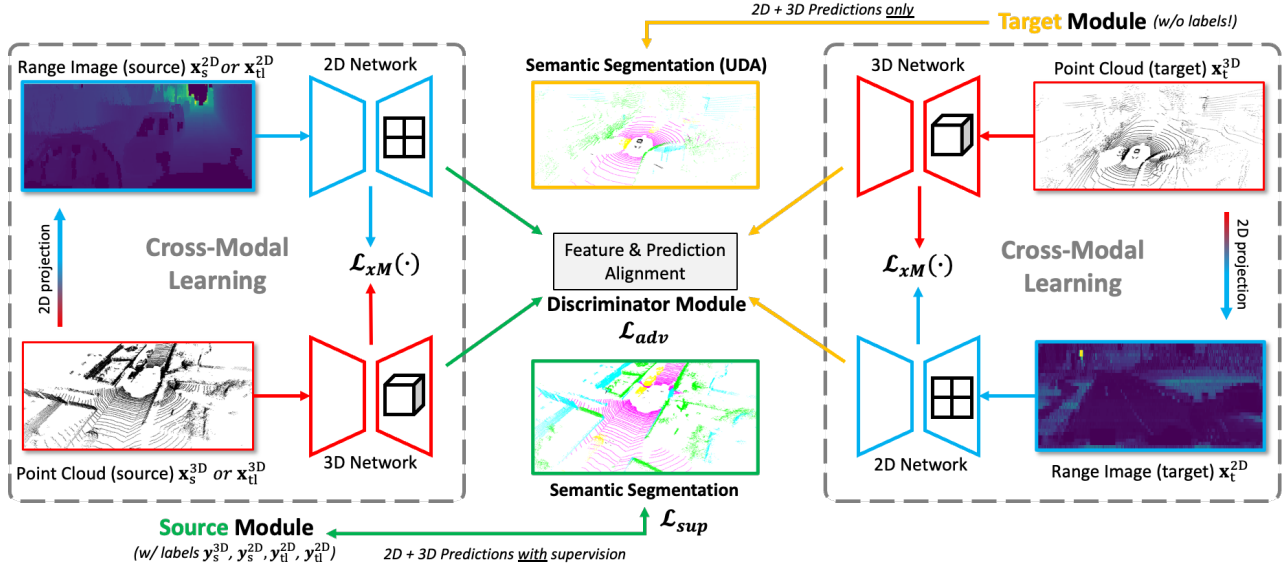 2D + 3D Predictions only
Target Module (w/o labels!)
Range Image (source) x_s^2D or x_tl^2D
2D Network
Semantic Segmentation (UDA)
3D Network
Point Cloud (target) x_t^3D
2D projection
Cross-Modal
Learning
ℒ_xM(·)
Feature & Prediction
Alignment
Discriminator Module
ℒ_adv
ℒ_xM(·)
Cross-Modal
Learning
2D projection
Point Cloud (source) x_s^3D or x_tl^3D
3D Network
Semantic Segmentation
ℒ_sup
2D Network
Range Image (target) x_t^2D
Source Module
(w/ labels y_s^3D, y_s^2D, y_tl^2D, y_tl^2D)
2D + 3D Predictions with supervision